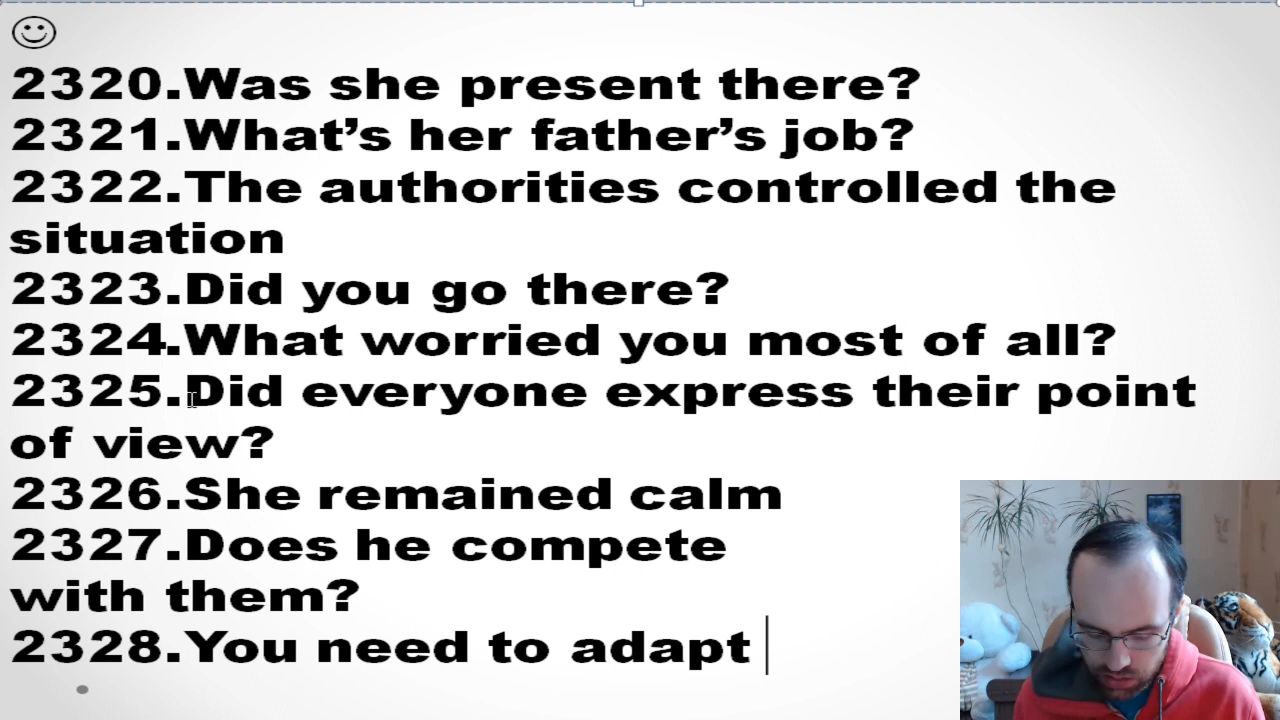 2320.Was she present there?
2321.What’s her father’s job?
2322.The authorities controlled the
situation
2323.Did you go there?
2324.What worried you most of all?
2325.Did everyone express their point
of view?
2326.She remained calm
2327.Does he compete
with them?
2328.You need to adapt